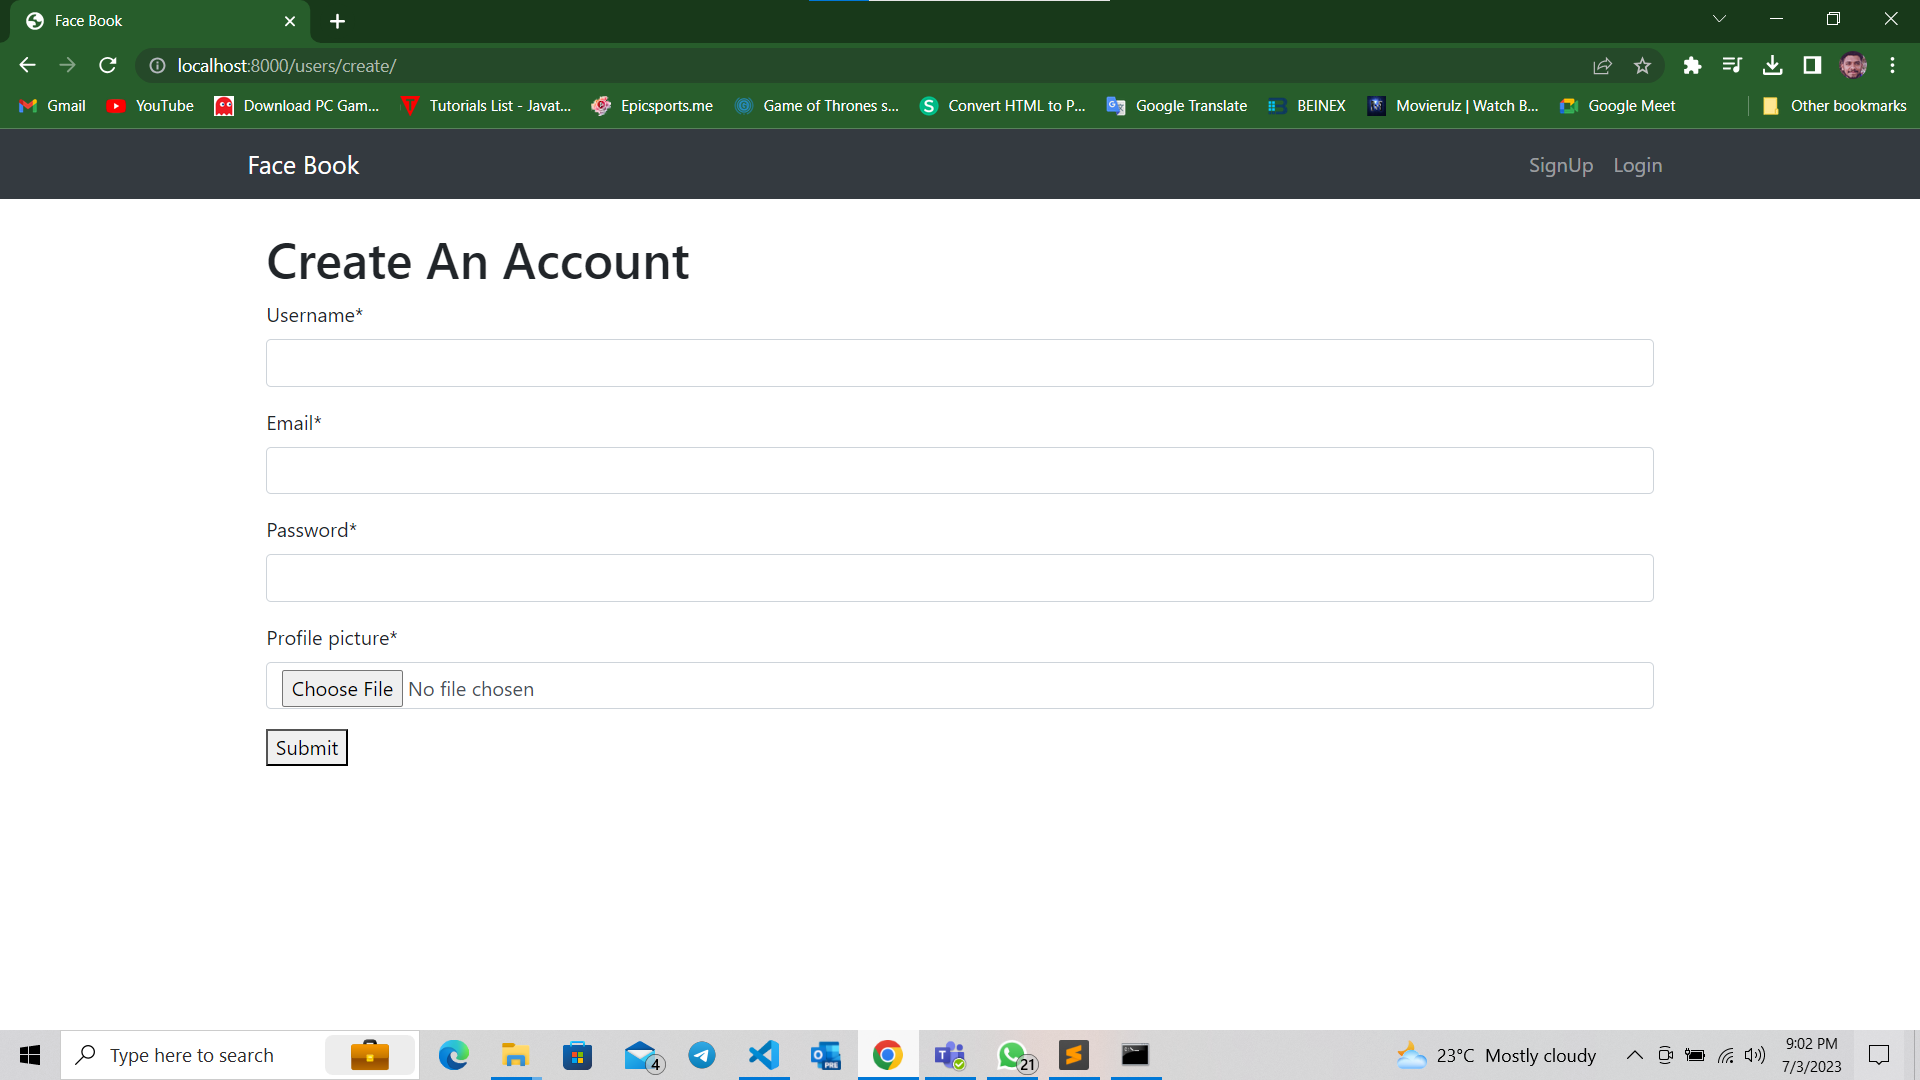 Face Book
localhost:8000/users/create/
Gmail YouTube Download PC Gam... Tutorials List - Javat... Epicsports.me Game of Thrones s... Convert HTML to P... Google Translate BEINEX Movierulz | Watch B... Google Meet Other bookmarks
Face Book SignUp Login
Create An Account
Username*
Email*
Password*
Profile picture*
Choose File No file chosen
Submit
Type here to search 4 PRE 21 23°C Mostly cloudy 9:02 PM
7/3/2023